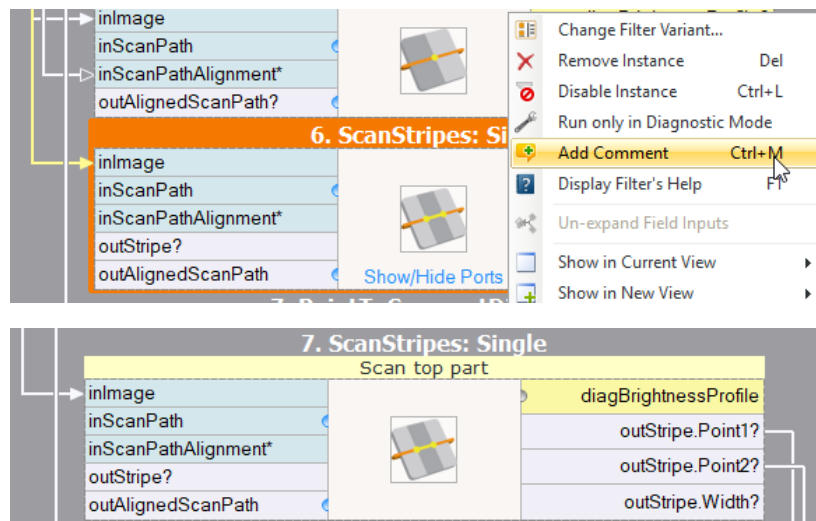 inImage
inScanPath
inScanPathAlignment*
outAlignedScanPath?
6. ScanStripes: Si
inImage
inScanPath
inScanPathAlignment*
outStripe?
outAlignedScanPath
Show/Hide Ports
Change Filter Variant...
Remove Instance Del
Disable Instance Ctrl+L
Run only in Diagnostic Mode
Add Comment Ctrl+M
Display Filter's Help F1
Un-expand Field Inputs
Show in Current View
Show in New View
7. ScanStripes: Single
Scan top part
inImage
inScanPath
inScanPathAlignment*
outStripe?
outAlignedScanPath
diagBrightnessProfile
outStripe.Point1?
outStripe.Point2?
outStripe.Width?